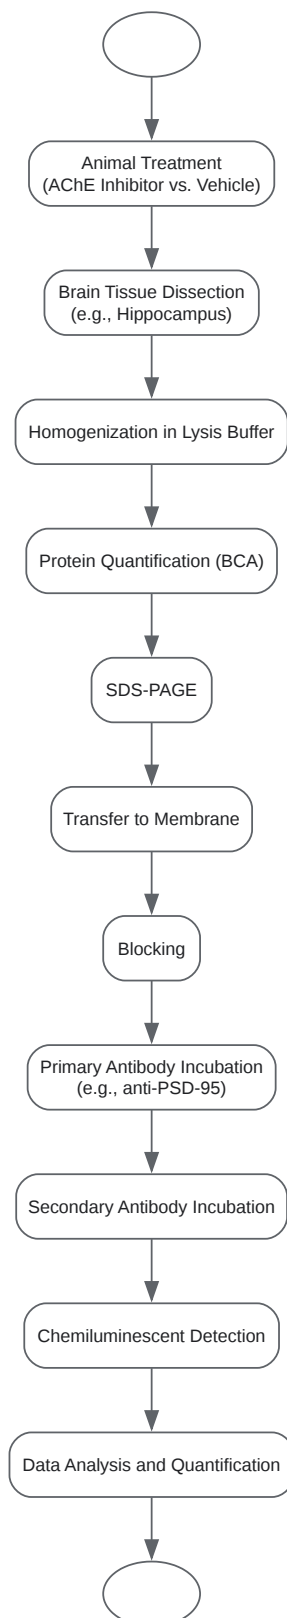 Animal Treatment
(AChE Inhibitor vs. Vehicle)
Brain Tissue Dissection
(e.g., Hippocampus)
Homogenization in Lysis Buffer
Protein Quantification (BCA)
SDS-PAGE
Transfer to Membrane
Blocking
Primary Antibody Incubation
(e.g., anti-PSD-95)
Secondary Antibody Incubation
Chemiluminescent Detection
Data Analysis and Quantification